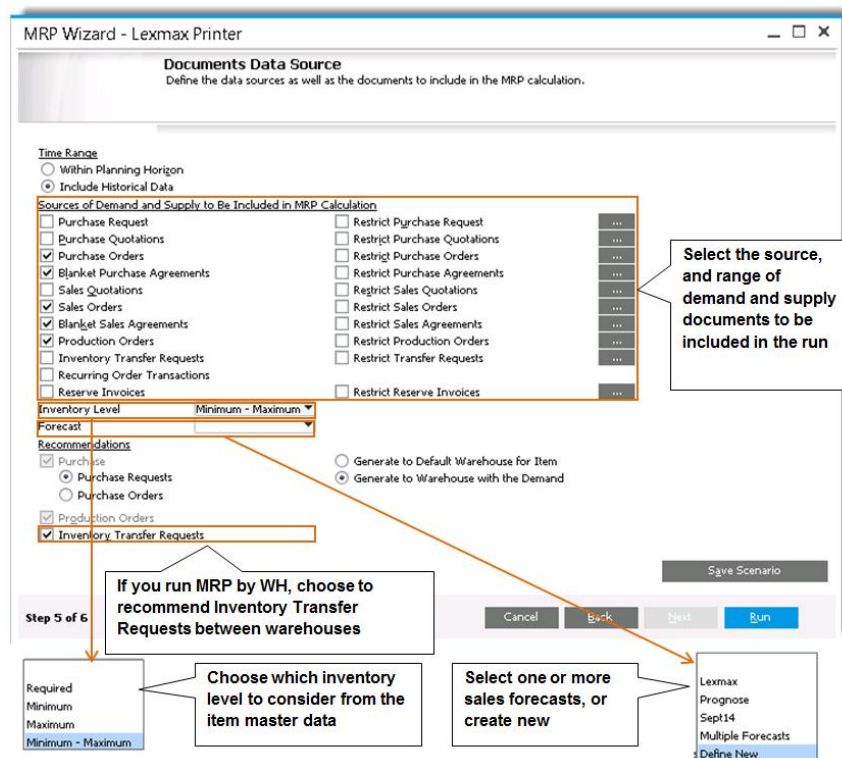 MRP Wizard - Lexmax Printer
Documents Data Source
Define the data sources as well as the documents to include in the MRP calculation.
Time Range
Within Planning Horizon
Include Historical Data
Sources of Demand and Supply to Be Included in MRP Calculation
Purchase Request Restrict Purchase Request ...
Purchase Quotations Restrict Purchase Quotations ...
Purchase Orders Restrict Purchase Orders ...
Blanket Purchase Agreements Restrict Purchase Agreements ...
Sales Quotations Restrict Sales Quotations ...
Sales Orders Restrict Sales Orders ...
Blanket Sales Agreements Restrict Sales Agreements ...
Production Orders Restrict Production Orders ...
Inventory Transfer Requests Restrict Transfer Requests ...
Recurring Order Transactions
Reserve Invoices Restrict Reserve Invoices ...
Select the source,
and range of
demand and supply
documents to be
included in the run
Inventory Level Minimum - Maximum
Forecast
Recommendations
Purchase Generate to Default Warehouse for Item
Purchase Requests Generate to Warehouse with the Demand
Purchase Orders
Production Orders
Inventory Transfer Requests
Save Scenario
If you run MRP by WH, choose to
recommend Inventory Transfer
Requests between warehouses
Step 5 of 6 Cancel Back Next Run
Required
Minimum
Maximum
Minimum - Maximum
Choose which inventory
level to consider from the
item master data
Select one or more
sales forecasts, or
create new
Lexmax
Prognose
Sept14
Multiple Forecasts
Define New